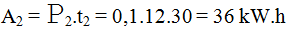 A₂ = P₂.t₂ = 0,1.12.30 = 36 kW.h